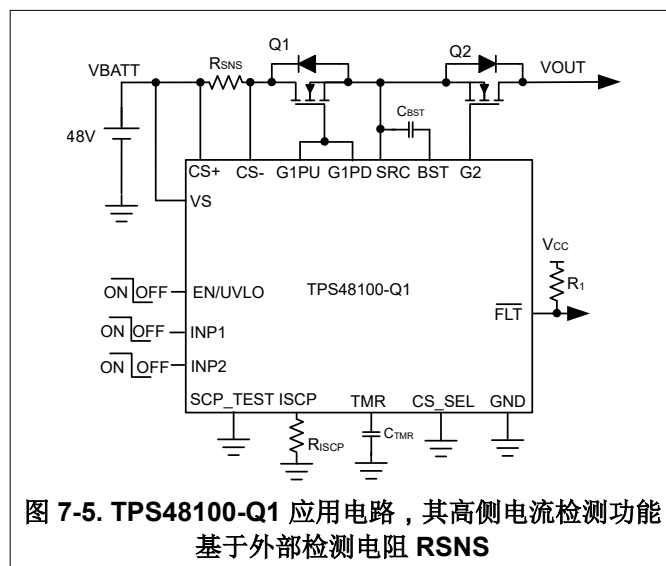 Q1
Q2
VBATT
RSNS
VOUT
CBST
48V
CS+
CS-
G1PU
G1PD
SRC
BST
G2
VS
VCC
R1
ON
OFF
EN/UVLO
TPS48100-Q1
FLT
ON
OFF
INP1
ON
OFF
INP2
SCP_TEST
ISCP
TMR
CS_SEL
GND
RISCP
CTMR
图 7-5. TPS48100-Q1 应用电路，其高侧电流检测功能
基于外部检测电阻 RSNS